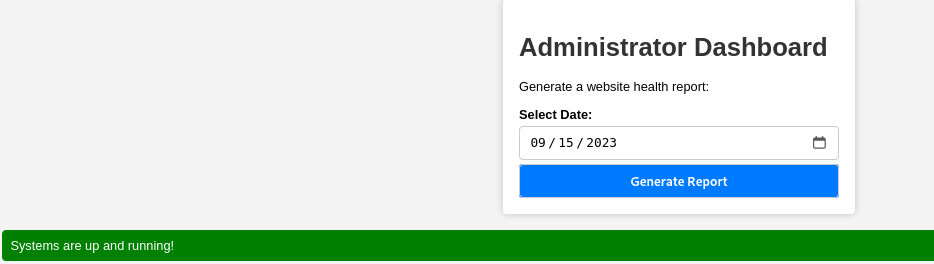 Administrator Dashboard
Generate a website health report:
Select Date:
09/15/2023
Generate Report
Systems are up and running!